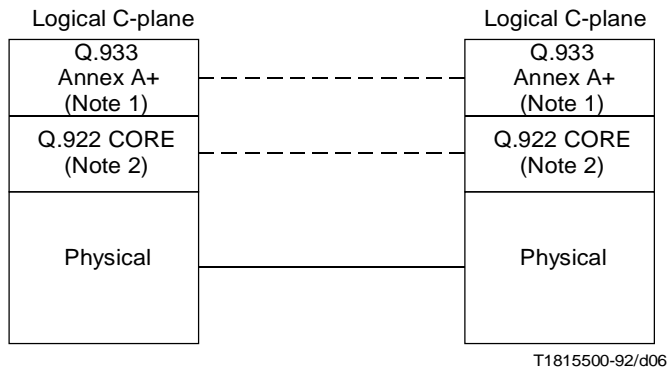 Logical C-plane
Q.933
Annex A+
(Note 1)
Q.922 CORE
(Note 2)
Physical
Logical C-plane
Q.933
Annex A+
(Note 1)
Q.922 CORE
(Note 2)
Physical
T1815500-92/d06